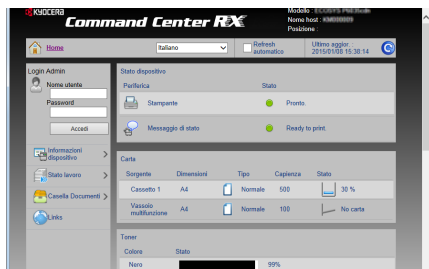 KYOCERA
Command Center RX
Modello :
Nome host :
Posizione :
Home
Italiano
Refresh automatico
Ultimo aggior. :
2015/01/08 15:38:14
Login Admin
Nome utente
Password
Accedi
Informazioni dispositivo
Stato lavoro
Casella Documenti
Links
Stato dispositivo
Periferica Stato
Stampante Pronto.
Messaggio di stato Ready to print.
Carta
Sorgente Dimensioni Tipo Capienza Stato
Cassetto 1 A4 Normale 500 30 %
Vassoio multifunzione A4 Normale 100 No carta
Toner
Colore Stato
Nero 99%